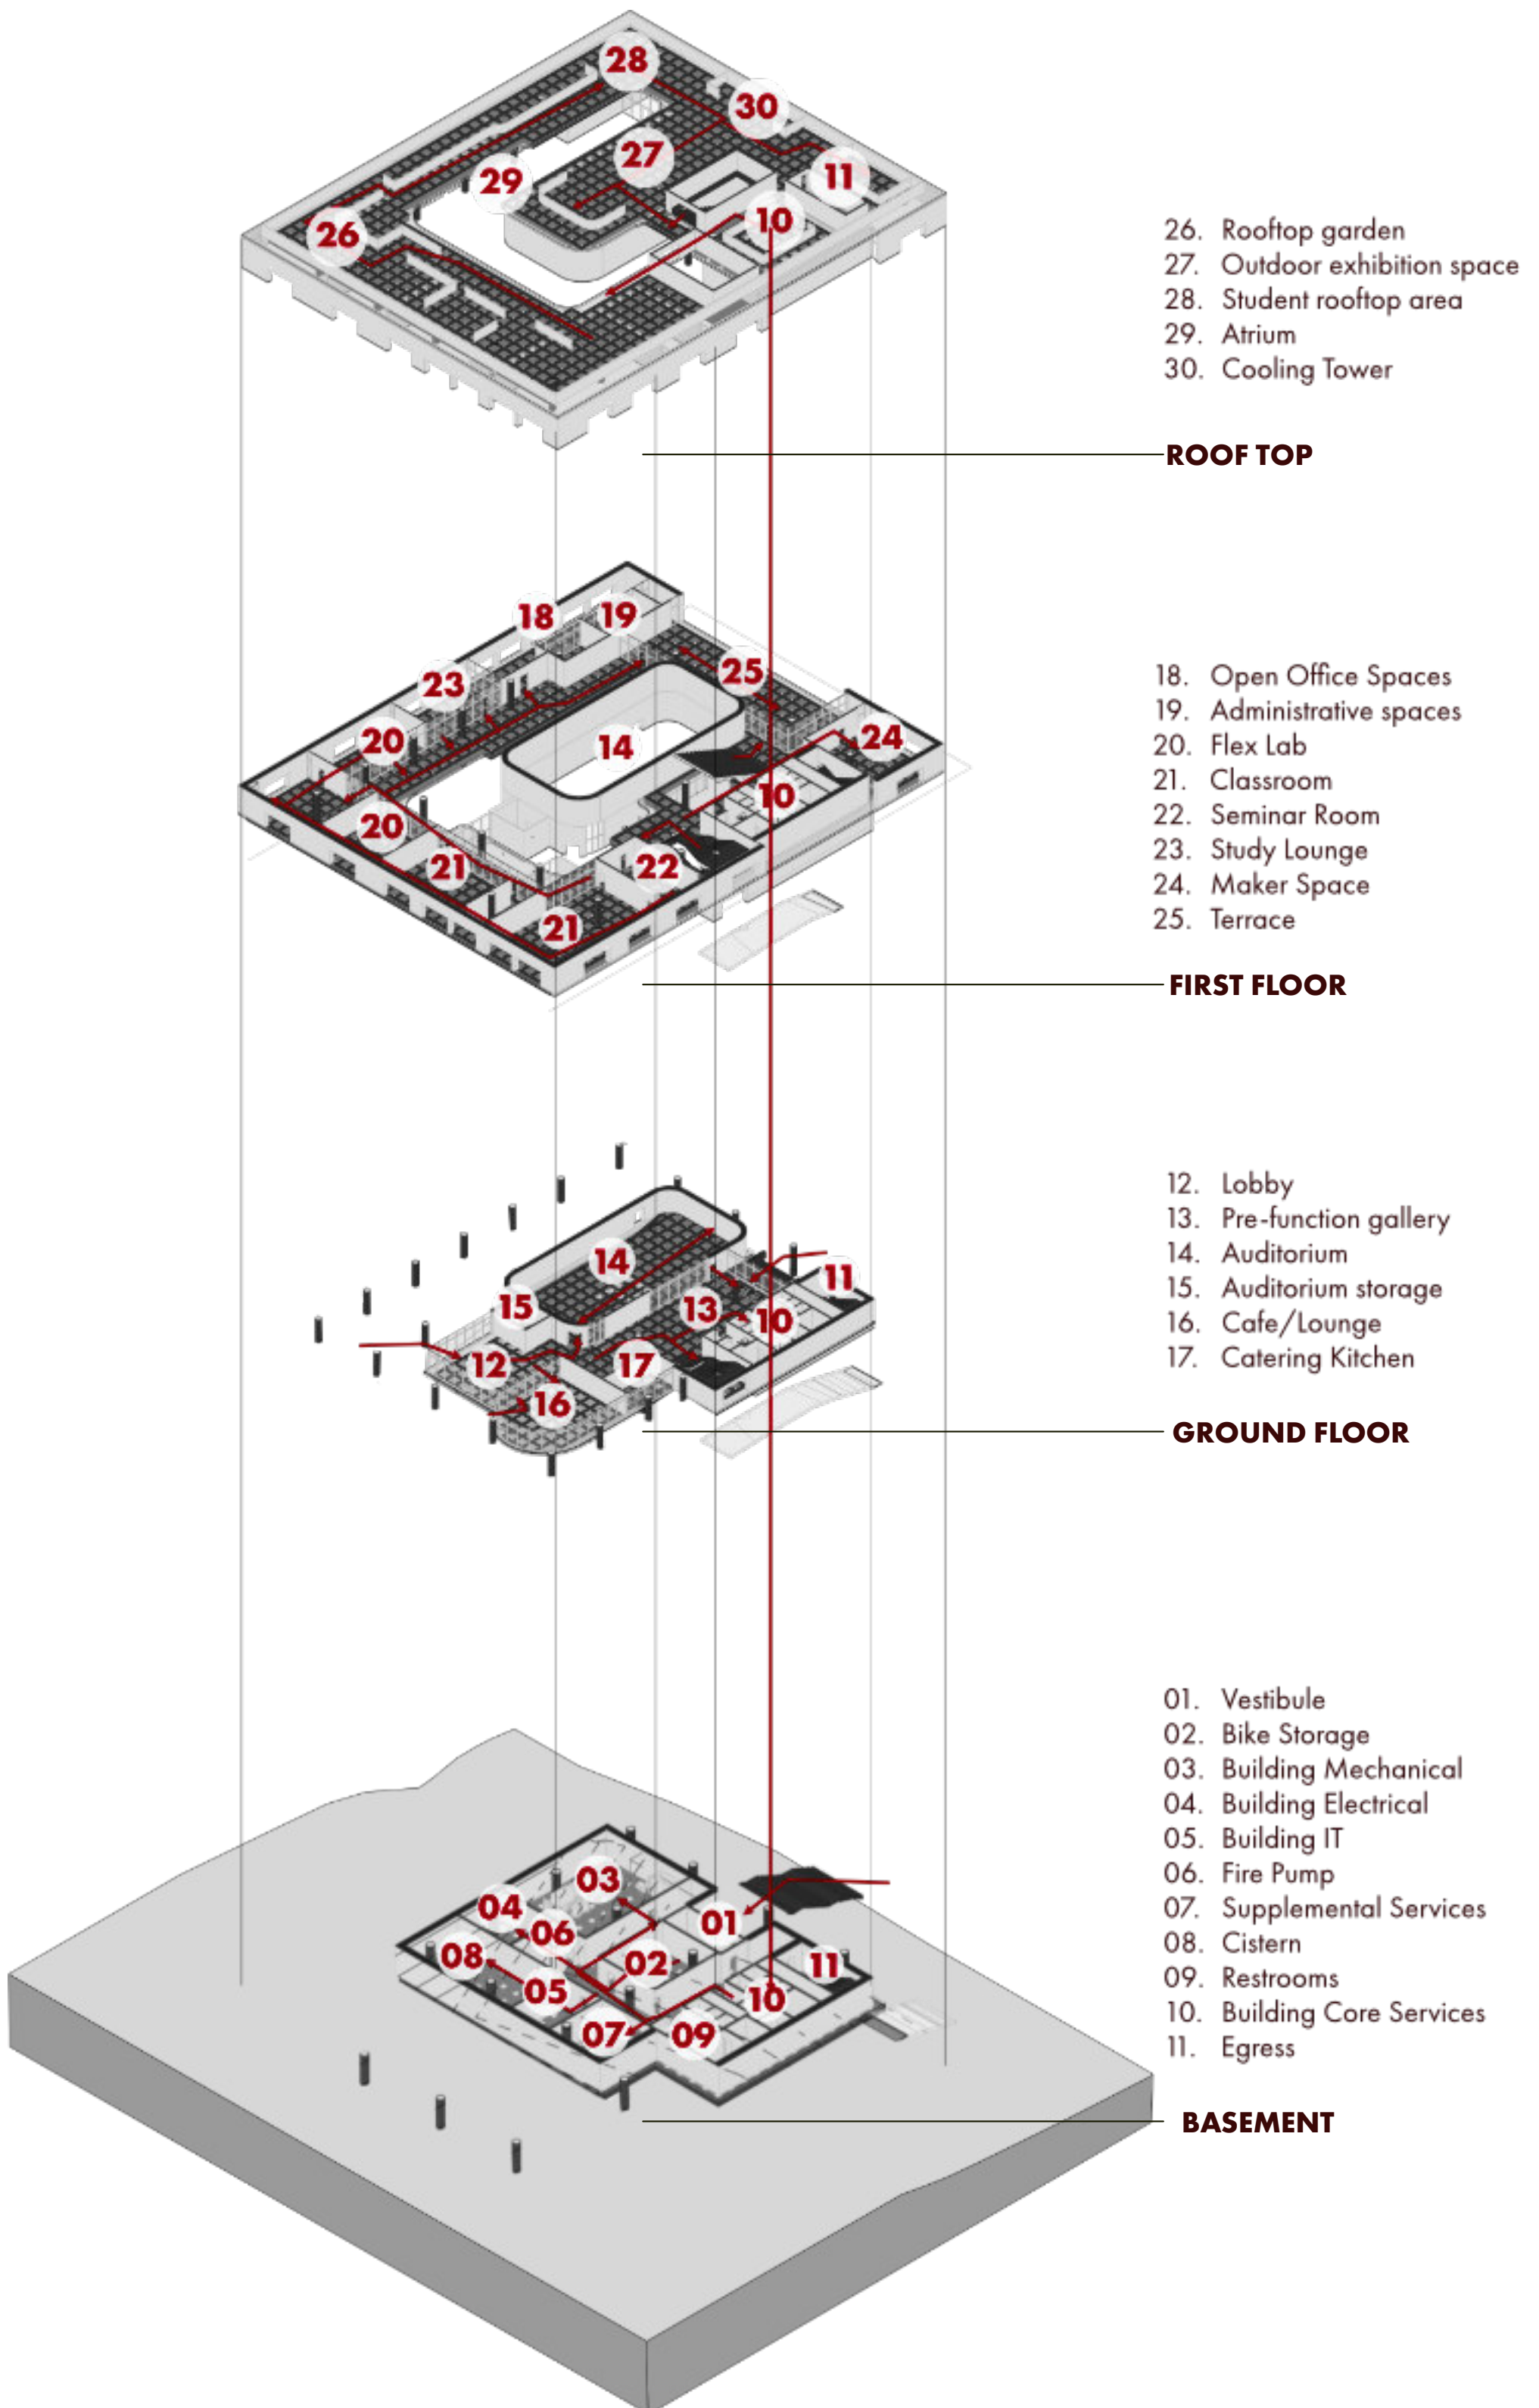 28
30
27
29
11
10
26
26. Rooftop garden
27. Outdoor exhibition space
28. Student rooftop area
29. Atrium
30. Cooling Tower
ROOF TOP
18
19
23
25
20
14
24
10
20
21
22
21
18. Open Office Spaces
19. Administrative spaces
20. Flex Lab
21. Classroom
22. Seminar Room
23. Study Lounge
24. Maker Space
25. Terrace
FIRST FLOOR
14
11
15
13
10
12
17
16
12. Lobby
13. Pre-function gallery
14. Auditorium
15. Auditorium storage
16. Cafe/Lounge
17. Catering Kitchen
GROUND FLOOR
03
04
01
06
08
02
11
05
10
07
09
01. Vestibule
02. Bike Storage
03. Building Mechanical
04. Building Electrical
05. Building IT
06. Fire Pump
07. Supplemental Services
08. Cistern
09. Restrooms
10. Building Core Services
11. Egress
BASEMENT